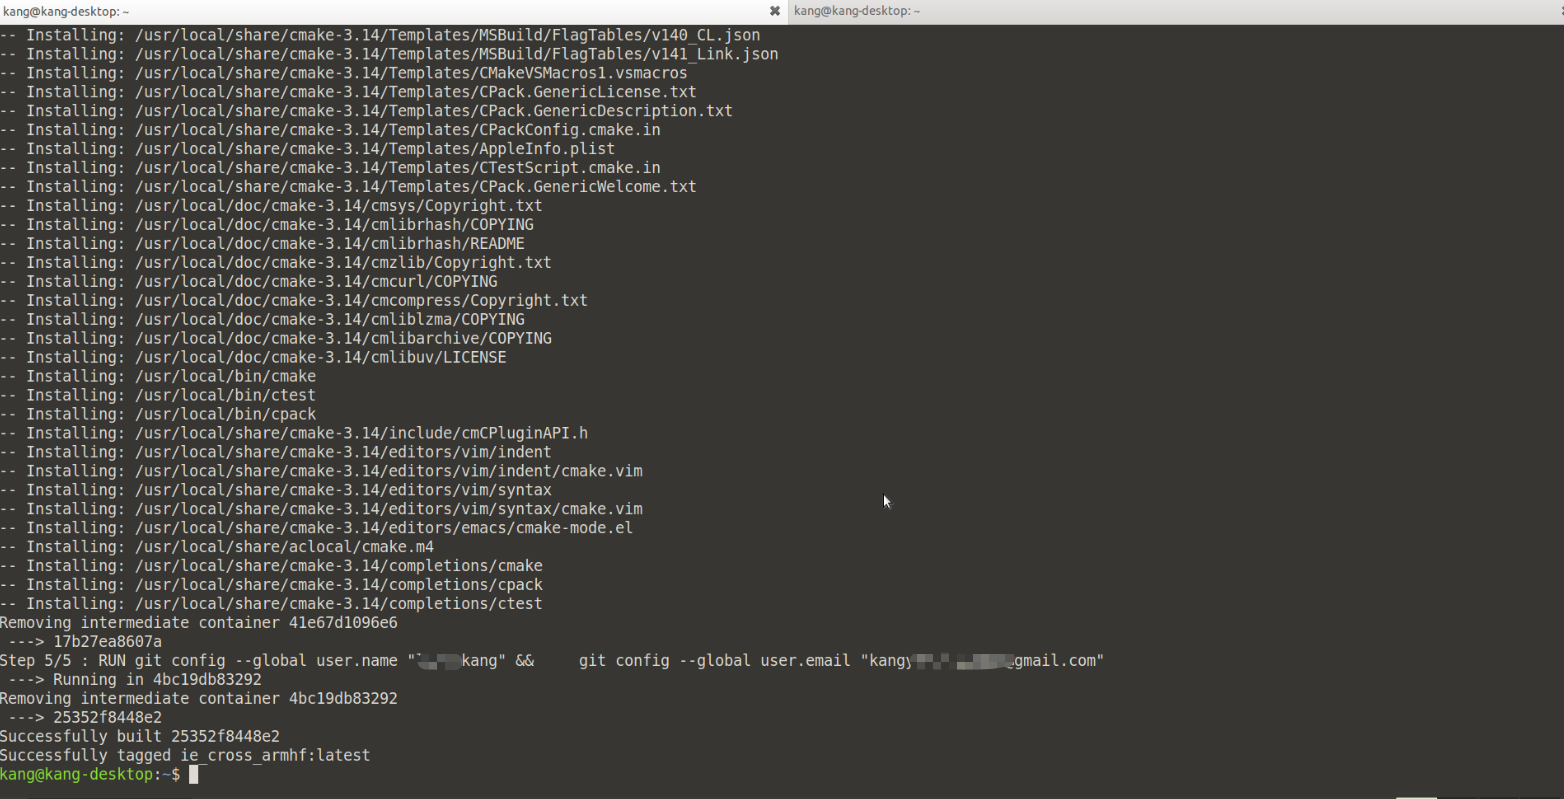 kang@kang-desktop: ~ ✖ kang@kang-desktop: ~
-- Installing: /usr/local/share/cmake-3.14/Templates/MSBuild/FlagTables/v140_CL.json
-- Installing: /usr/local/share/cmake-3.14/Templates/MSBuild/FlagTables/v141_Link.json
-- Installing: /usr/local/share/cmake-3.14/Templates/CMakeVSMacros1.vsmacros
-- Installing: /usr/local/share/cmake-3.14/Templates/CPack.GenericLicense.txt
-- Installing: /usr/local/share/cmake-3.14/Templates/CPack.GenericDescription.txt
-- Installing: /usr/local/share/cmake-3.14/Templates/CPackConfig.cmake.in
-- Installing: /usr/local/share/cmake-3.14/Templates/AppleInfo.plist
-- Installing: /usr/local/share/cmake-3.14/Templates/CTestScript.cmake.in
-- Installing: /usr/local/share/cmake-3.14/Templates/CPack.GenericWelcome.txt
-- Installing: /usr/local/doc/cmake-3.14/cmsys/Copyright.txt
-- Installing: /usr/local/doc/cmake-3.14/cmlibrhash/COPYING
-- Installing: /usr/local/doc/cmake-3.14/cmlibrhash/README
-- Installing: /usr/local/doc/cmake-3.14/cmzlib/Copyright.txt
-- Installing: /usr/local/doc/cmake-3.14/cmcurl/COPYING
-- Installing: /usr/local/doc/cmake-3.14/cmcompress/Copyright.txt
-- Installing: /usr/local/doc/cmake-3.14/cmliblzma/COPYING
-- Installing: /usr/local/doc/cmake-3.14/cmlibarchive/COPYING
-- Installing: /usr/local/doc/cmake-3.14/cmlibuv/LICENSE
-- Installing: /usr/local/bin/cmake
-- Installing: /usr/local/bin/ctest
-- Installing: /usr/local/bin/cpack
-- Installing: /usr/local/share/cmake-3.14/include/cmCPluginAPI.h
-- Installing: /usr/local/share/cmake-3.14/editors/vim/indent
-- Installing: /usr/local/share/cmake-3.14/editors/vim/indent/cmake.vim
-- Installing: /usr/local/share/cmake-3.14/editors/vim/syntax
-- Installing: /usr/local/share/cmake-3.14/editors/vim/syntax/cmake.vim
-- Installing: /usr/local/share/cmake-3.14/editors/emacs/cmake-mode.el
-- Installing: /usr/local/share/aclocal/cmake.m4
-- Installing: /usr/local/share/cmake-3.14/completions/cmake
-- Installing: /usr/local/share/cmake-3.14/completions/cpack
-- Installing: /usr/local/share/cmake-3.14/completions/ctest
Removing intermediate container 41e67d1096e6
 ---> 17b27ea8607a
Step 5/5 : RUN git config --global user.name "kang" &&     git config --global user.email "kangy gmail.com"
 ---> Running in 4bc19db83292
Removing intermediate container 4bc19db83292
 ---> 25352f8448e2
Successfully built 25352f8448e2
Successfully tagged ie_cross_armhf:latest
kang@kang-desktop:~$